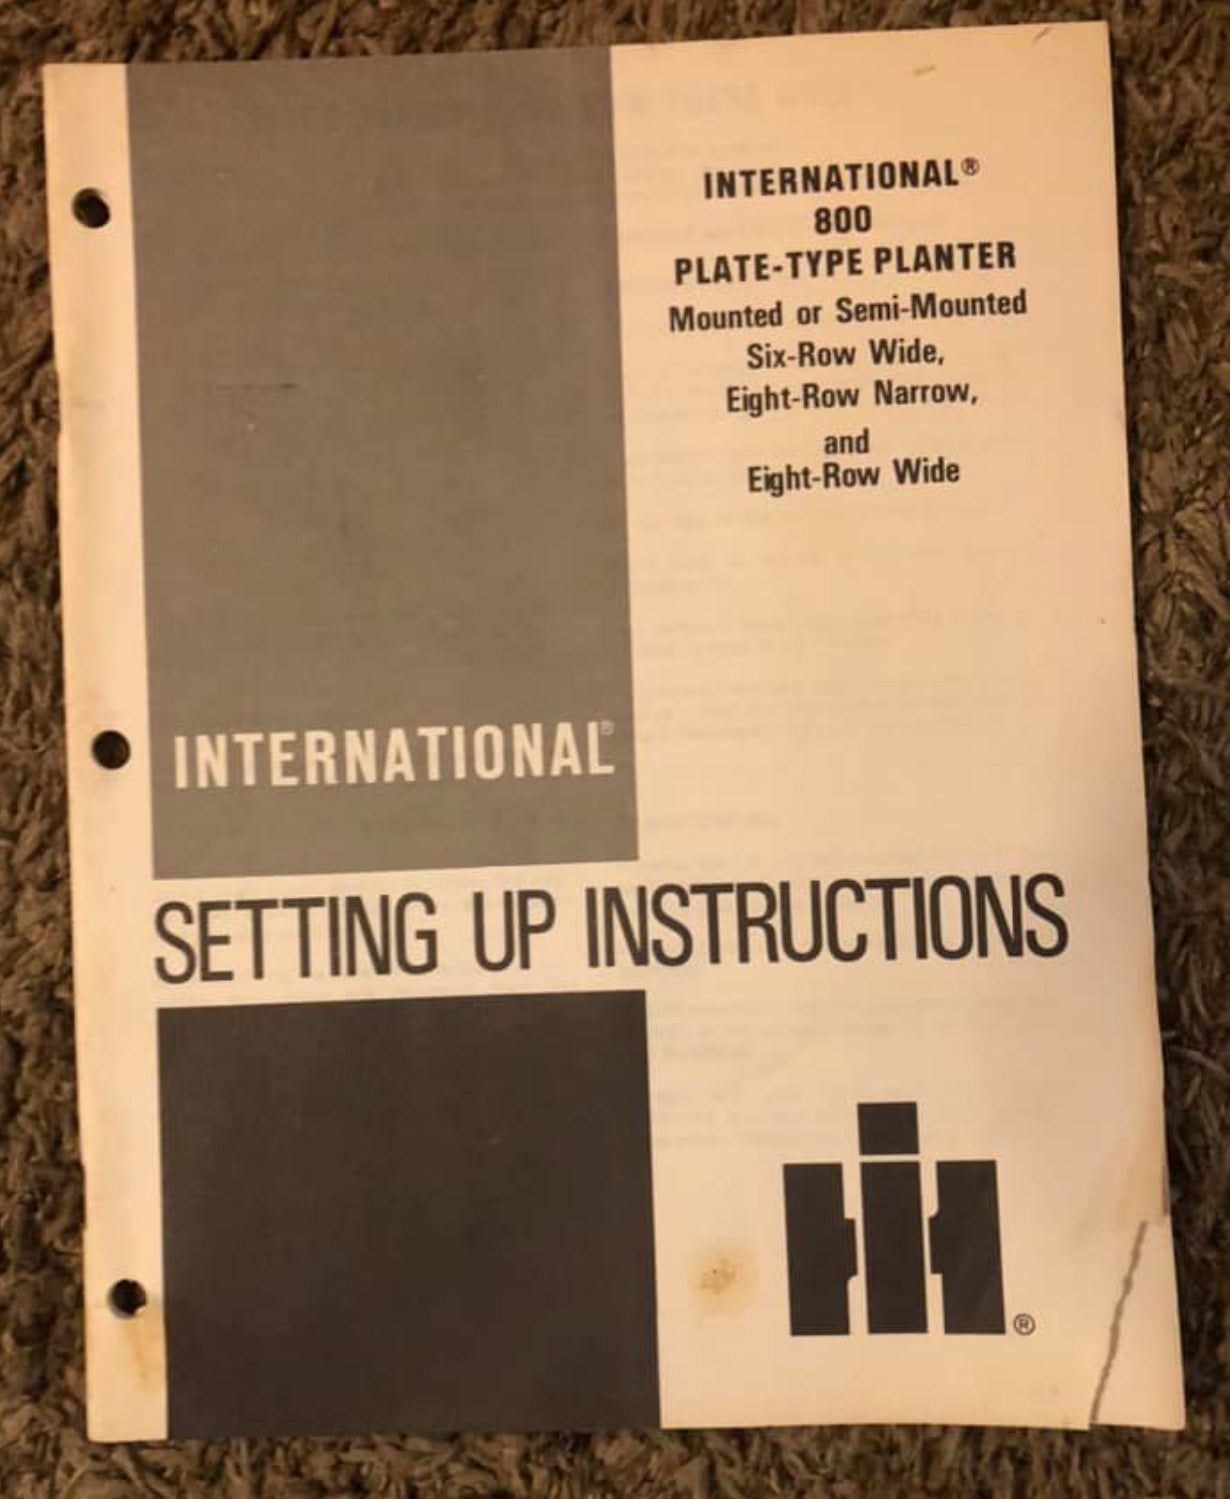 INTERNATIONAL®
800
PLATE-TYPE PLANTER
Mounted or Semi-Mounted
Six-Row Wide,
Eight-Row Narrow,
and
Eight-Row Wide
INTERNATIONAL®
SETTING UP INSTRUCTIONS
IH
®